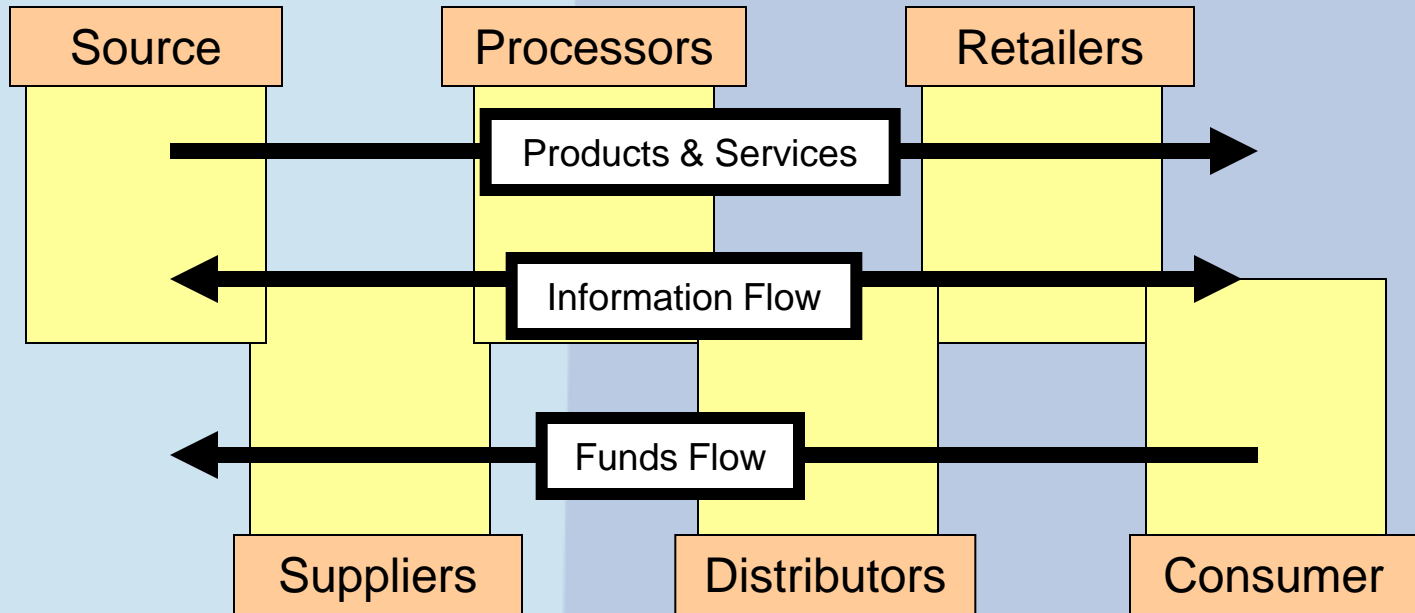 Source
Processors
Retailers
Products & Services
Information Flow
Funds Flow
Suppliers
Distributors
Consumer